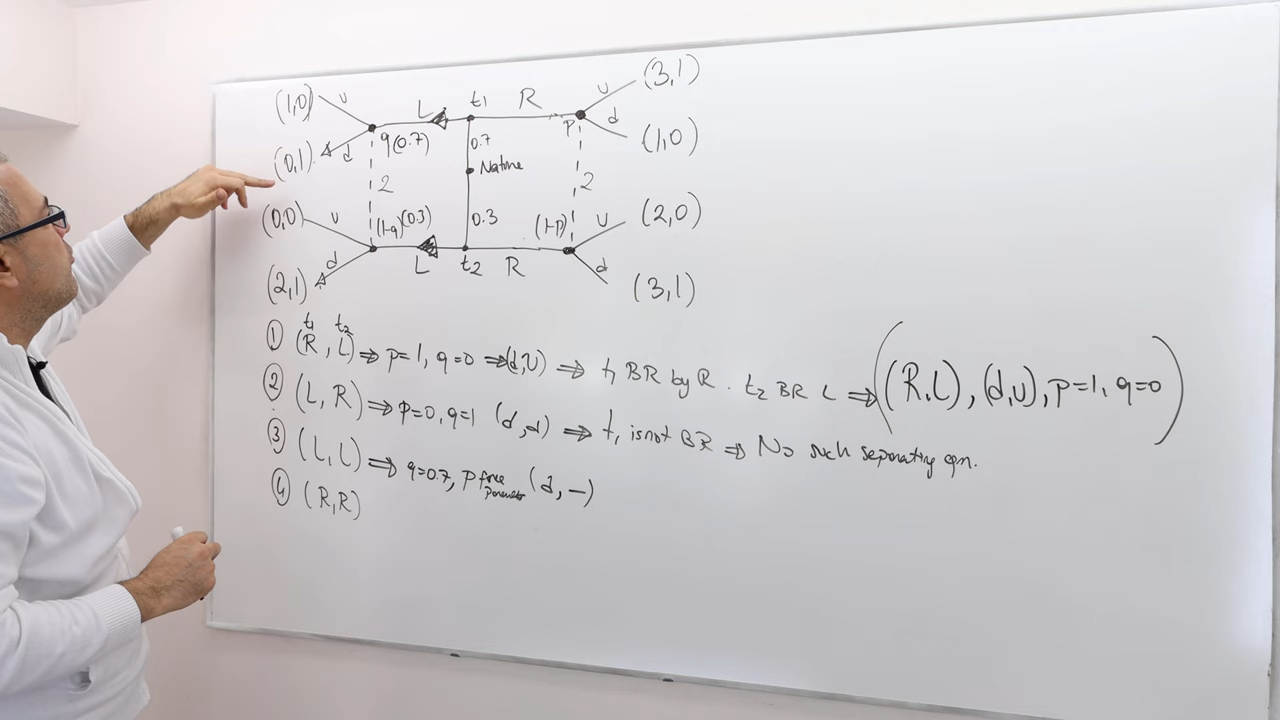 (1,0) u L t1 R u (3,1)
q(0.7) 0.7 p d (1,0)
(0,1) d 2 Nature 2
(0,0) u (1-q)(0.3) 0.3 (1-p) u (2,0)
(2,1) d L t2 R d (3,1)
t1 t2
① (R, L) ⇒ p=1, q=0 ⇒ (d,u) ⇒ t1 BR by R. t2 BR L ⇒ ((R,L), (d,u), p=1, q=0)
② (L, R) ⇒ p=0, q=1 (d,d) ⇒ t1 is not BR ⇒ No such separating eqn.
③ (L, L) ⇒ q=0.7, p free (d, –)
④ (R,R)